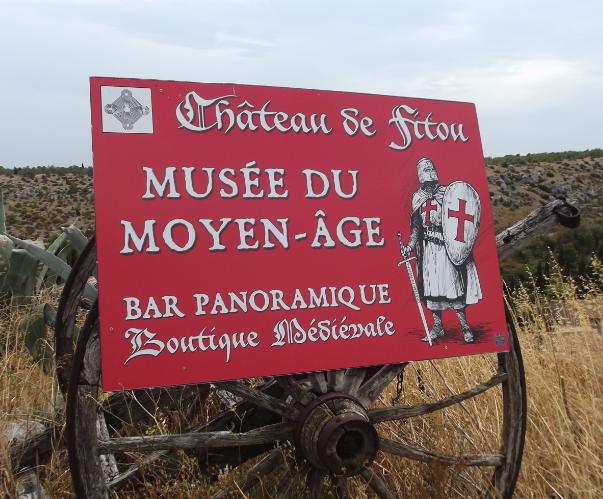 Château de Fitou
MUSÉE DU
MOYEN-ÂGE
BAR PANORAMIQUE
Boutique Médiévale